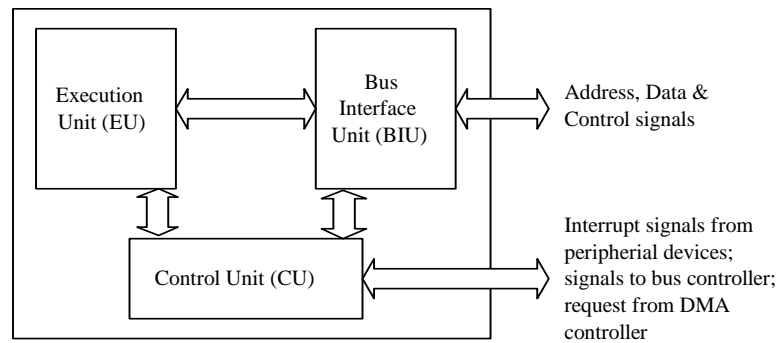 Execution
Unit (EU)
Bus
Interface
Unit (BIU)
Address, Data &
Control signals
Control Unit (CU)
Interrupt signals from
peripherial devices;
signals to bus controller;
request from DMA
controller